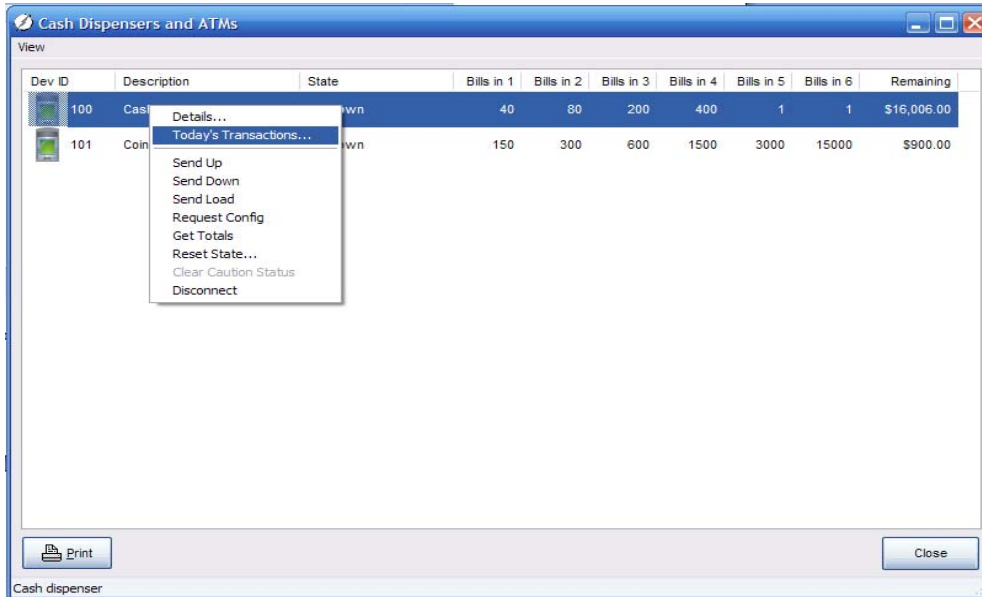 Cash Dispensers and ATMs
View
Dev ID Description State Bills in 1 Bills in 2 Bills in 3 Bills in 4 Bills in 5 Bills in 6 Remaining
100 40 80 200 400 1 1 $16,006.00
101 Coin 150 300 600 1500 3000 15000 $900.00
Details...
Today's Transactions...
Send Up
Send Down
Send Load
Request Config
Get Totals
Reset State...
Clear Caution Status
Disconnect
Print
Close
Cash dispenser